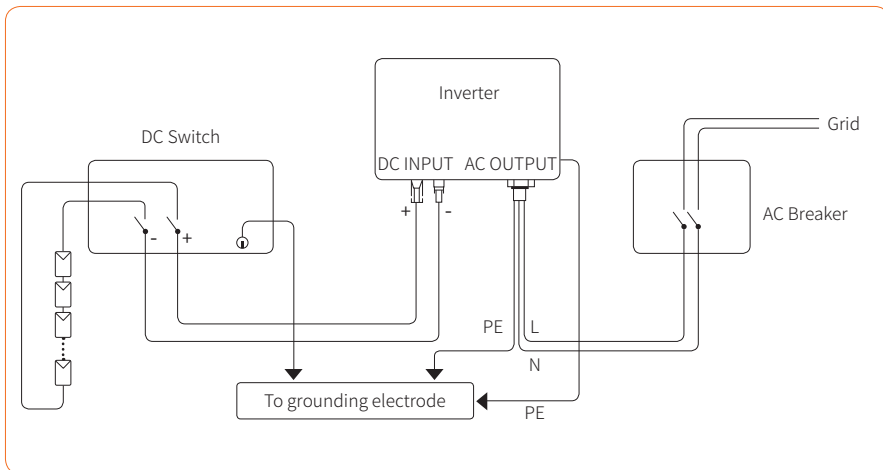 Inverter
Grid
DC Switch
DC INPUT AC OUTPUT
+ -
AC Breaker
- +
PE L
N
To grounding electrode
PE